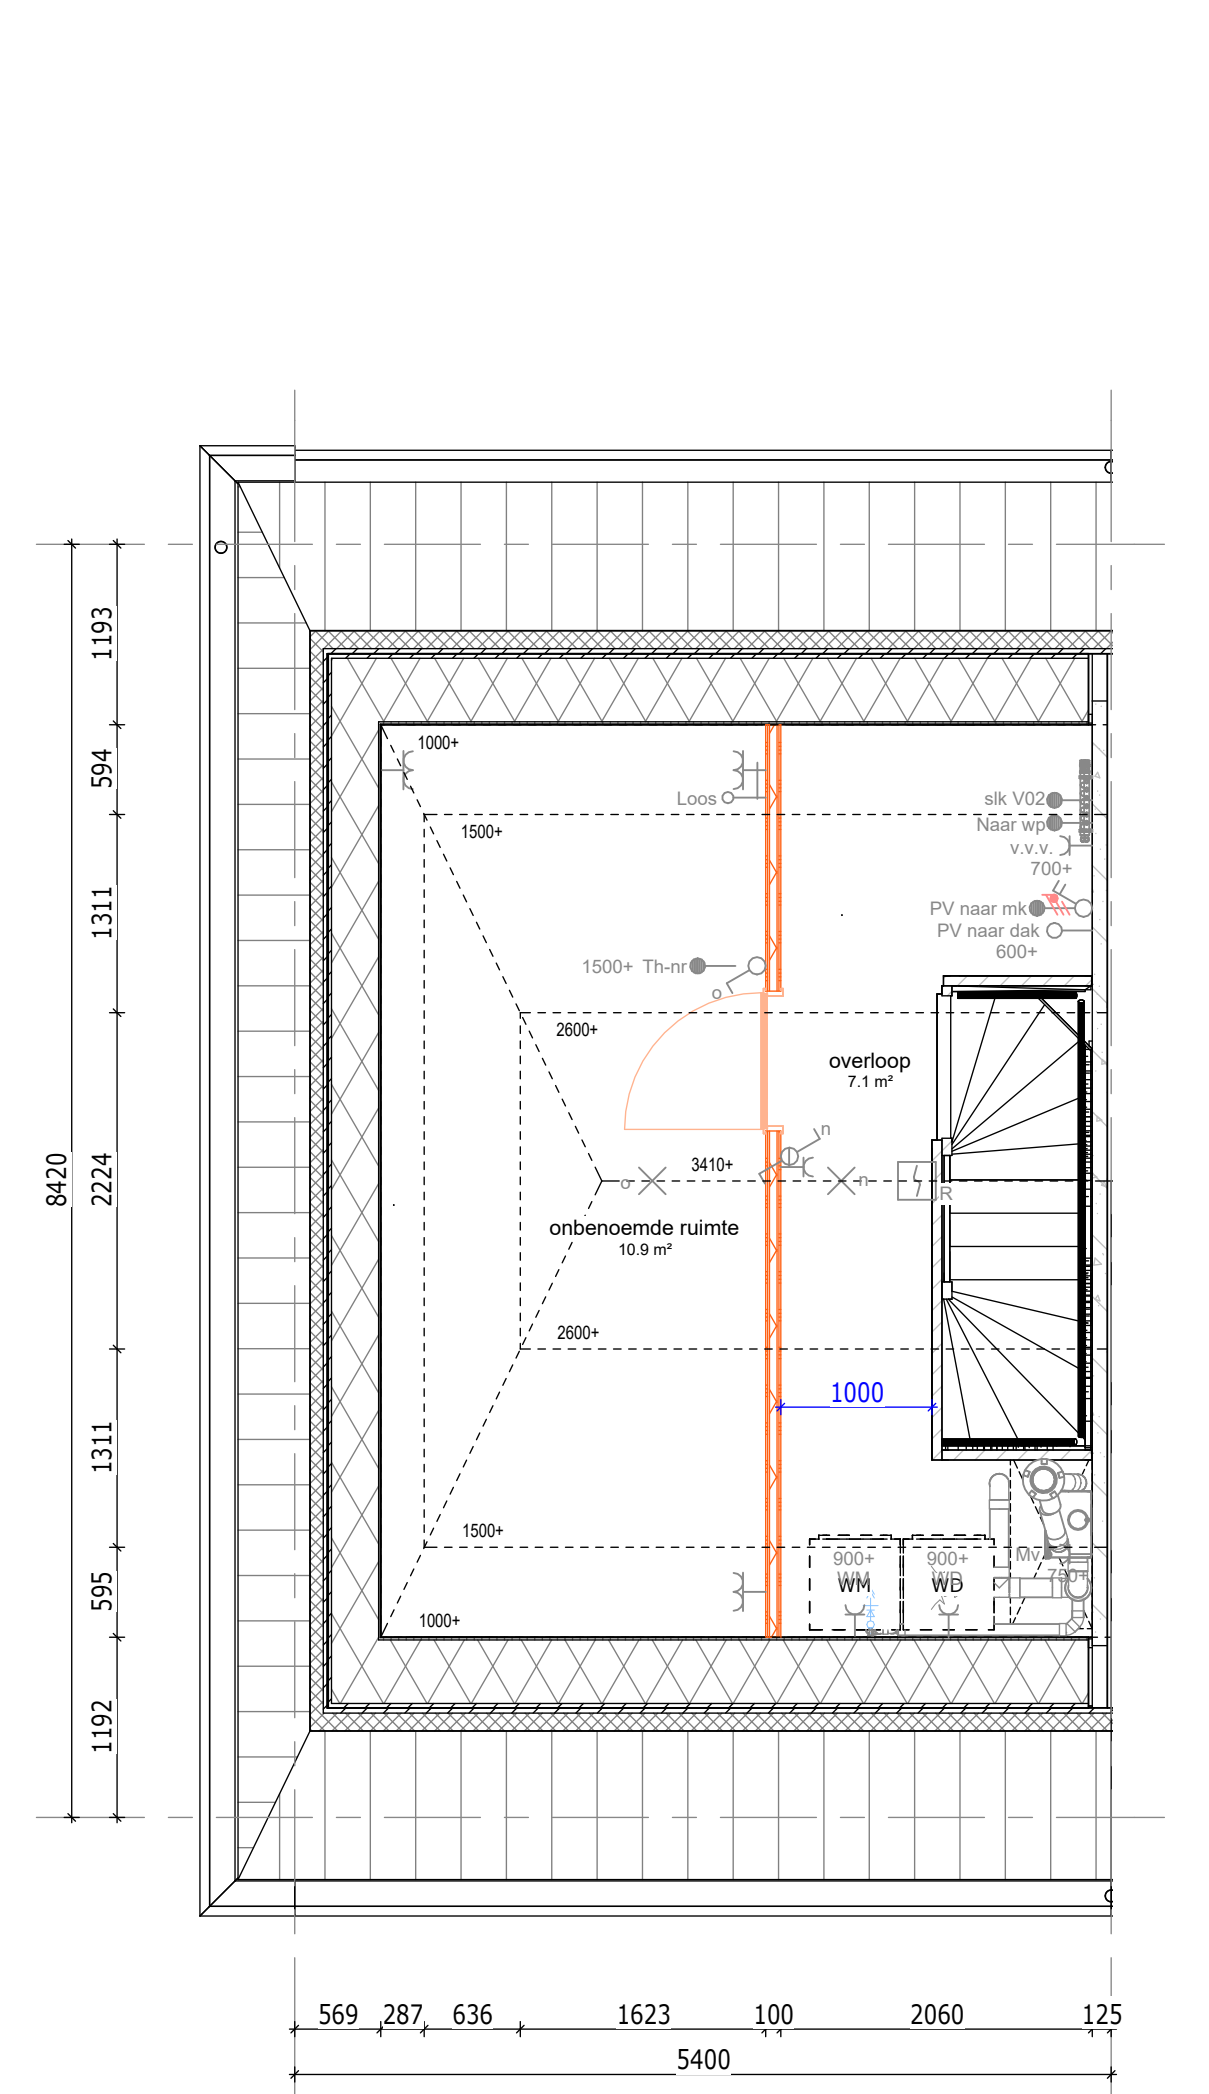 1000+
Loos
slk V02
1500+
Naar wp
v.v.v.
700+
PV naar mk
PV naar dak
600+
1500+ Th-nr
o
2600+
overloop
7.1 m²
n
3410+
o
n
R
onbenoemde ruimte
10.9 m²
2600+
1000
1500+
900+
900+
Mv
WM
WM
WD
WD
750+
1000+
1193
594
1311
2224
8420
1311
595
1192
569
287
636
1623
100
2060
125
5400